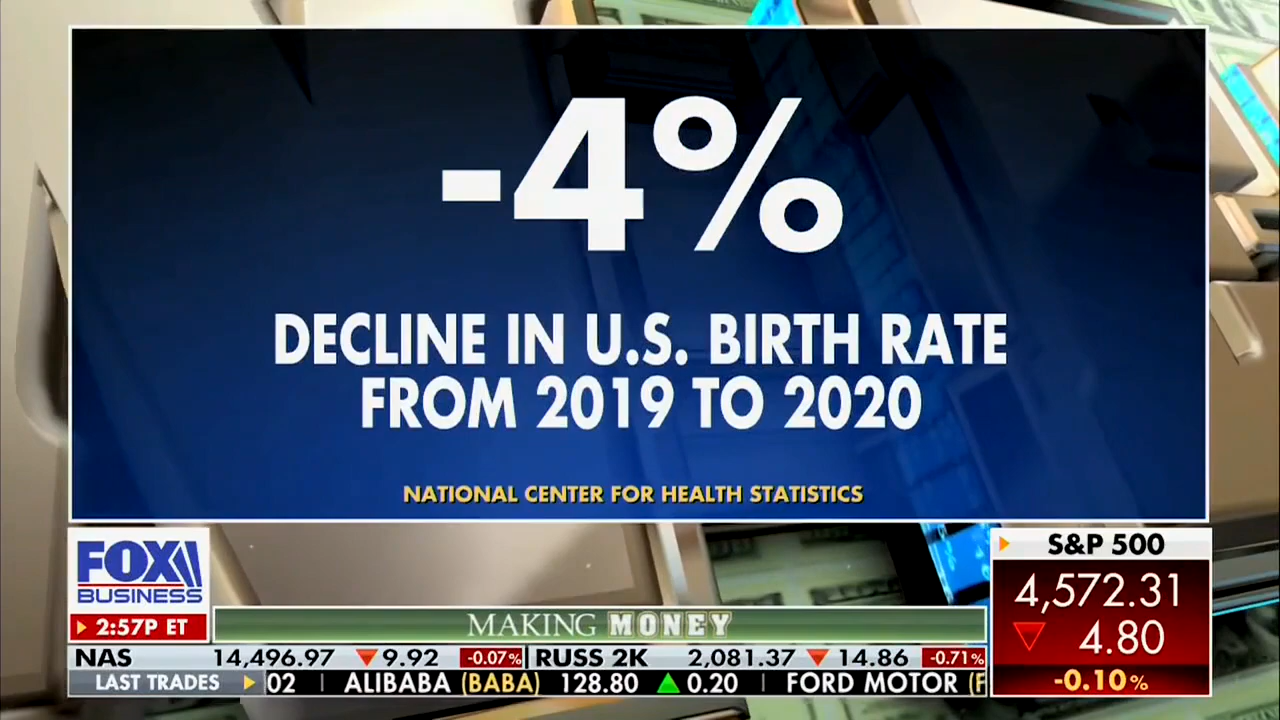 -4%
DECLINE IN U.S. BIRTH RATE
FROM 2019 TO 2020
NATIONAL CENTER FOR HEALTH STATISTICS
FOX
BUSINESS
2:57P ET
MAKING MONEY
S&P 500
4,572.31
4.80
-0.10%
NAS 14,496.97 9.92 -0.07% RUSS 2K 2,081.37 14.86 -0.71%
LAST TRADES 02 | ALIBABA (BABA) 128.80 0.20 | FORD MOTOR (F